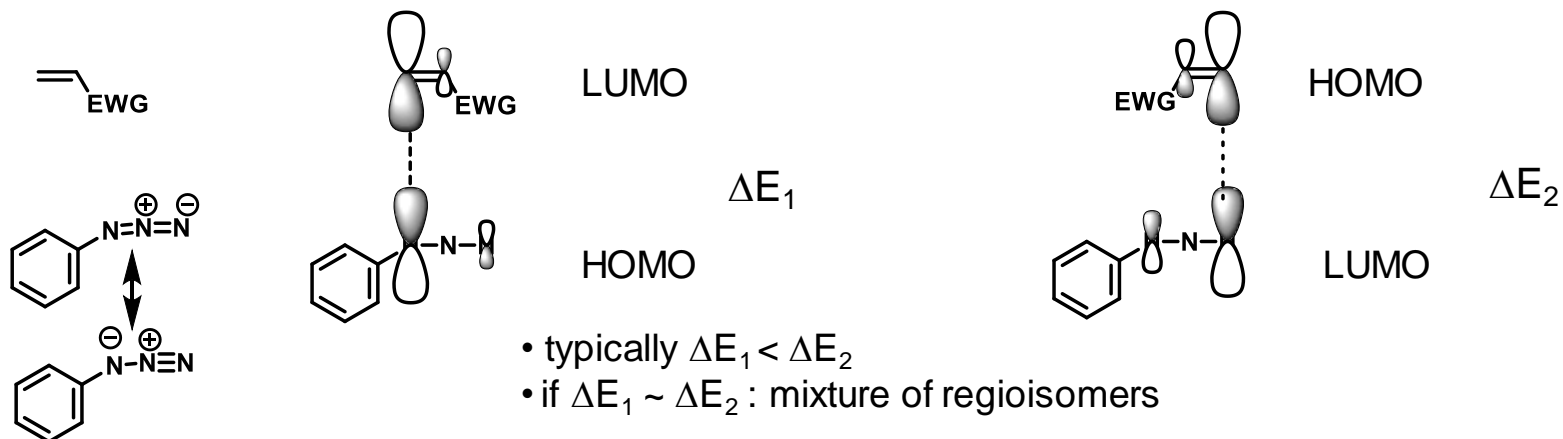 EWG
EWG
LUMO
EWG
HOMO
ΔE₁
ΔE₂
N=N=N
⊕ ⊖
N
N
HOMO
N
N
N
LUMO
⊖ ⊕
N–N≡N
• typically ΔE₁ < ΔE₂
• if ΔE₁ ~ ΔE₂ : mixture of regioisomers